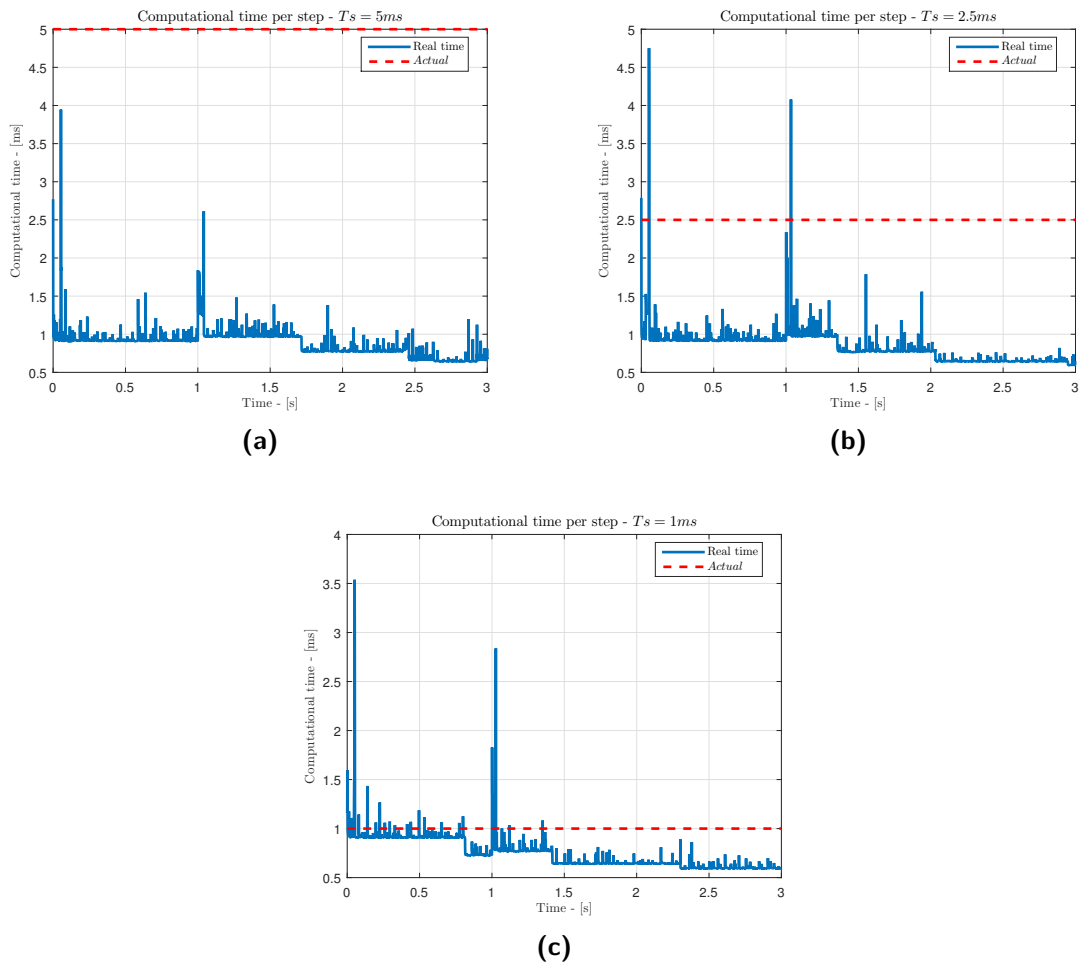 Computational time per step - Ts = 5ms
Computational time - [ms]
5
4.5
4
3.5
3
2.5
2
1.5
1
0.5
Real time
Actual
0 0.5 1 1.5 2 2.5 3
Time - [s]
(a)
Computational time per step - Ts = 2.5ms
Computational time - [ms]
5
4.5
4
3.5
3
2.5
2
1.5
1
0.5
Real time
Actual
0 0.5 1 1.5 2 2.5 3
Time - [s]
(b)
Computational time per step - Ts = 1ms
Computational time - [ms]
4
3.5
3
2.5
2
1.5
1
0.5
Real time
Actual
0 0.5 1 1.5 2 2.5 3
Time - [s]
(c)